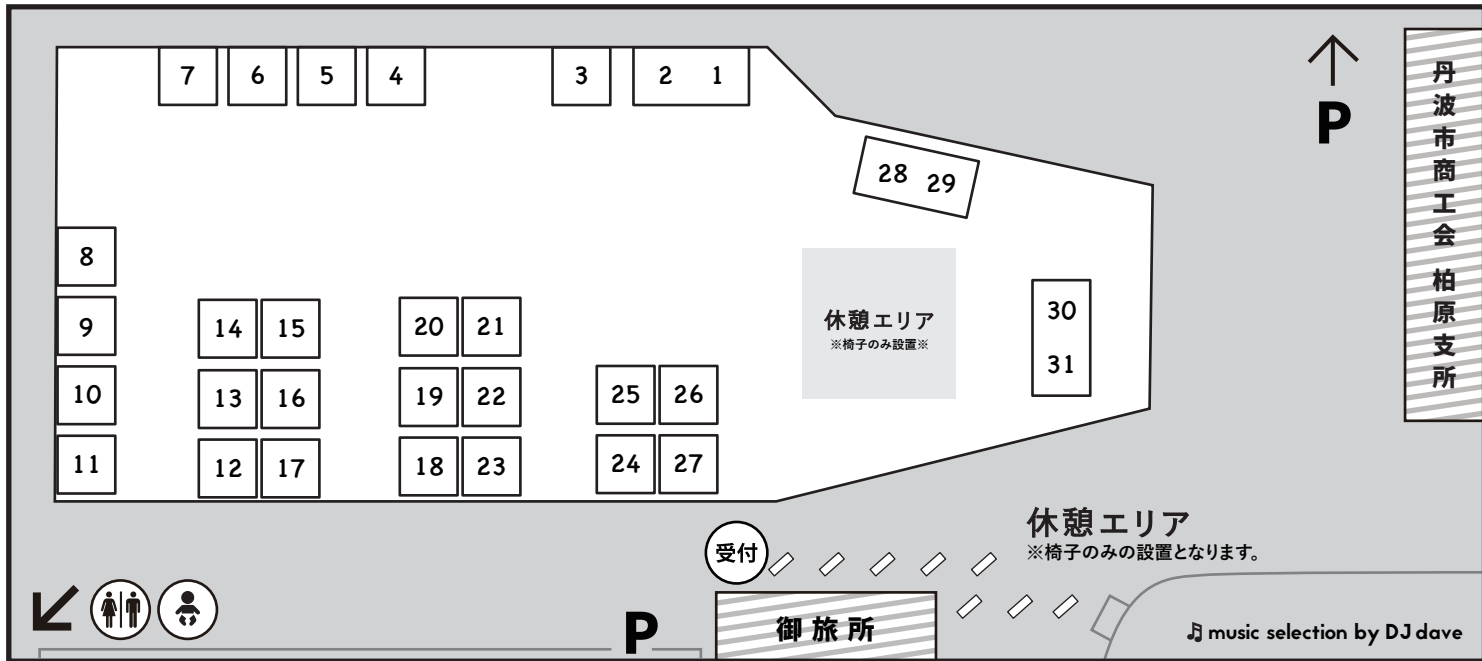 7 6 5 4 3 2 1
P
丹波市商工会 柏原支所
28 29
8
9
10
11
14 15
13 16
12 17
20 21
19 22
18 23
25 26
24 27
休憩エリア
※椅子のみ設置※
30
31
受付
休憩エリア
※椅子のみの設置となります。
P
御旅所
music selection by DJ dave